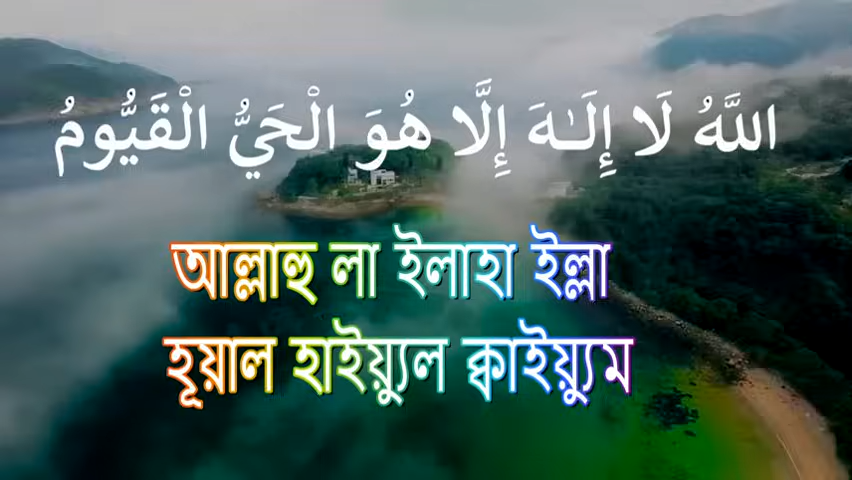 اللَّهُ لَا إِلَـٰهَ إِلَّا هُوَ الْحَيُّ الْقَيُّومُ
আল্লাহু লা ইলাহা ইল্লা
হূয়াল হাইয়্যুল ক্বাইয়্যুম